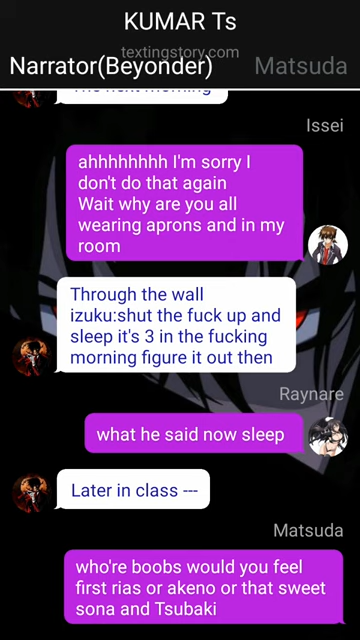 KUMAR Ts
textingstory.com
Narrator(Beyonder) Matsuda
The next morning
Issei
ahhhhhhhh I'm sorry I
don't do that again
Wait why are you all
wearing aprons and in my
room
Through the wall
izuku:shut the fuck up and
sleep it's 3 in the fucking
morning figure it out then
Raynare
what he said now sleep
Later in class ---
Matsuda
who're boobs would you feel
first rias or akeno or that sweet
sona and Tsubaki